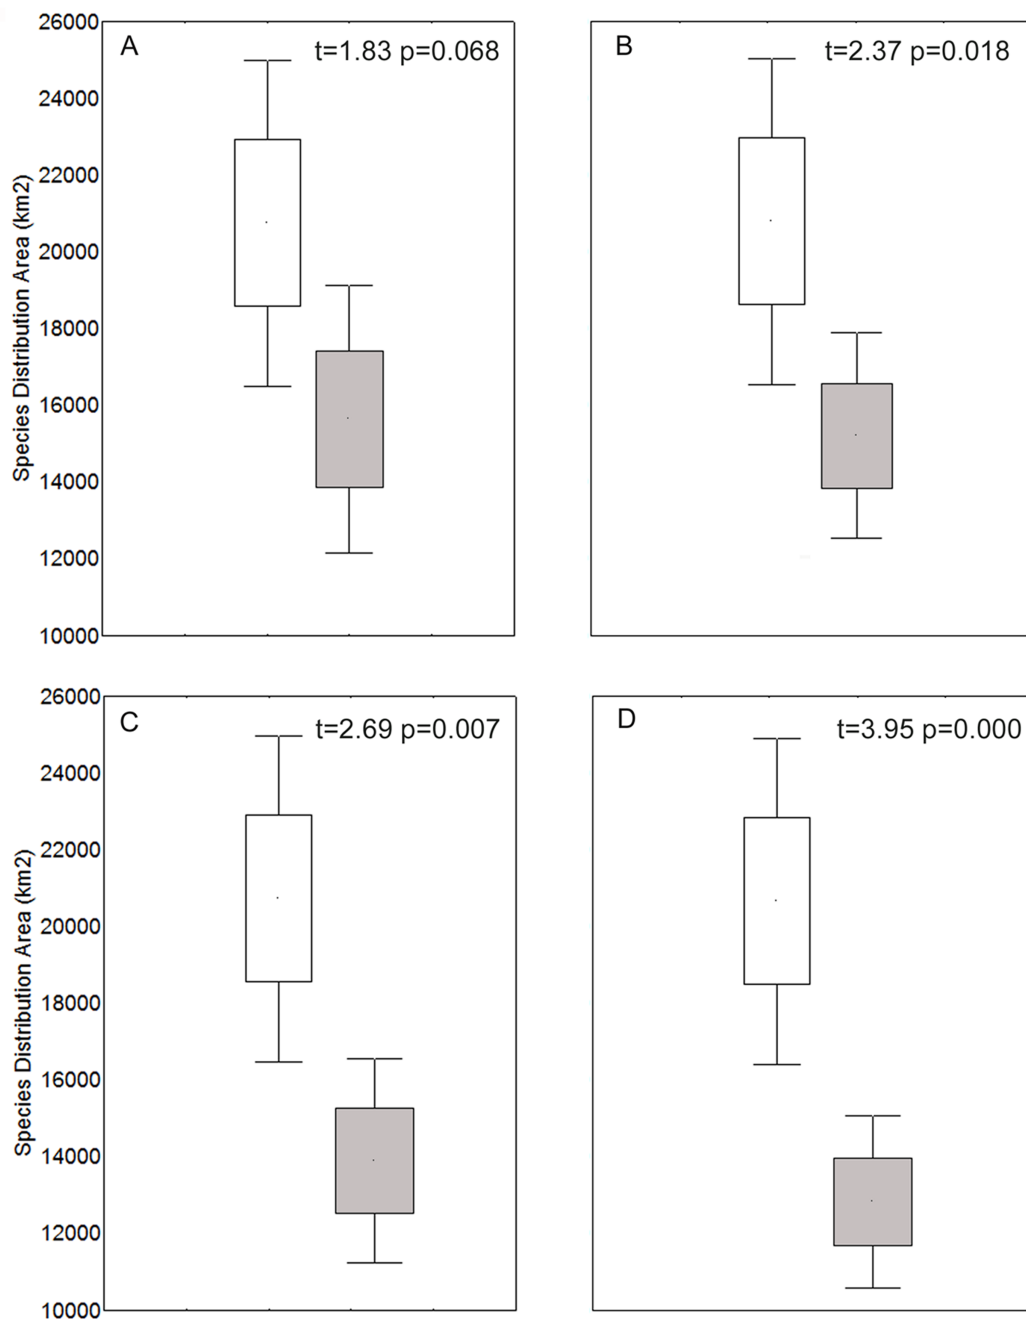 26000
24000
22000
20000
18000
16000
14000
12000
10000
Species Distribution Area (km2)
A
t=1.83 p=0.068
B
t=2.37 p=0.018
26000
24000
22000
20000
18000
16000
14000
12000
10000
Species Distribution Area (km2)
C
t=2.69 p=0.007
D
t=3.95 p=0.000